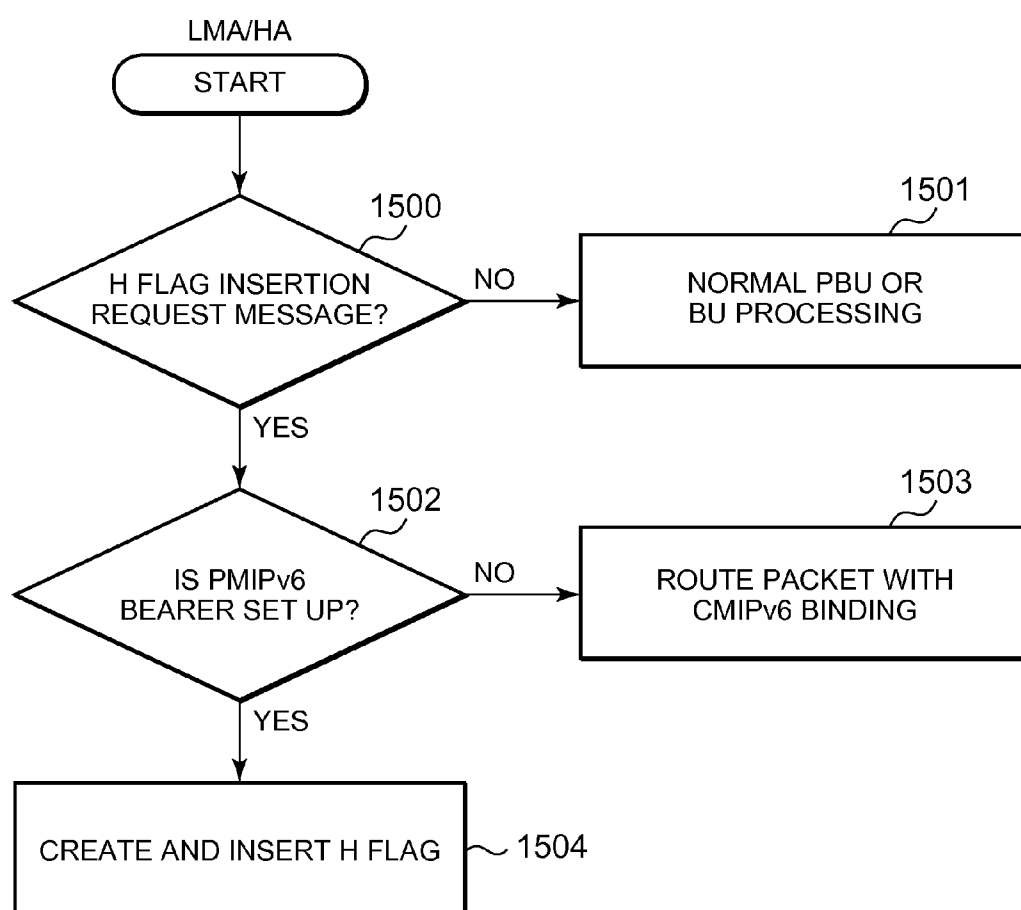 LMA/HA
START
1500
H FLAG INSERTION
REQUEST MESSAGE?
NO
1501
NORMAL PBU OR
BU PROCESSING
YES
1502
IS PMIPv6
BEARER SET UP?
NO
1503
ROUTE PACKET WITH
CMIPv6 BINDING
YES
CREATE AND INSERT H FLAG
1504